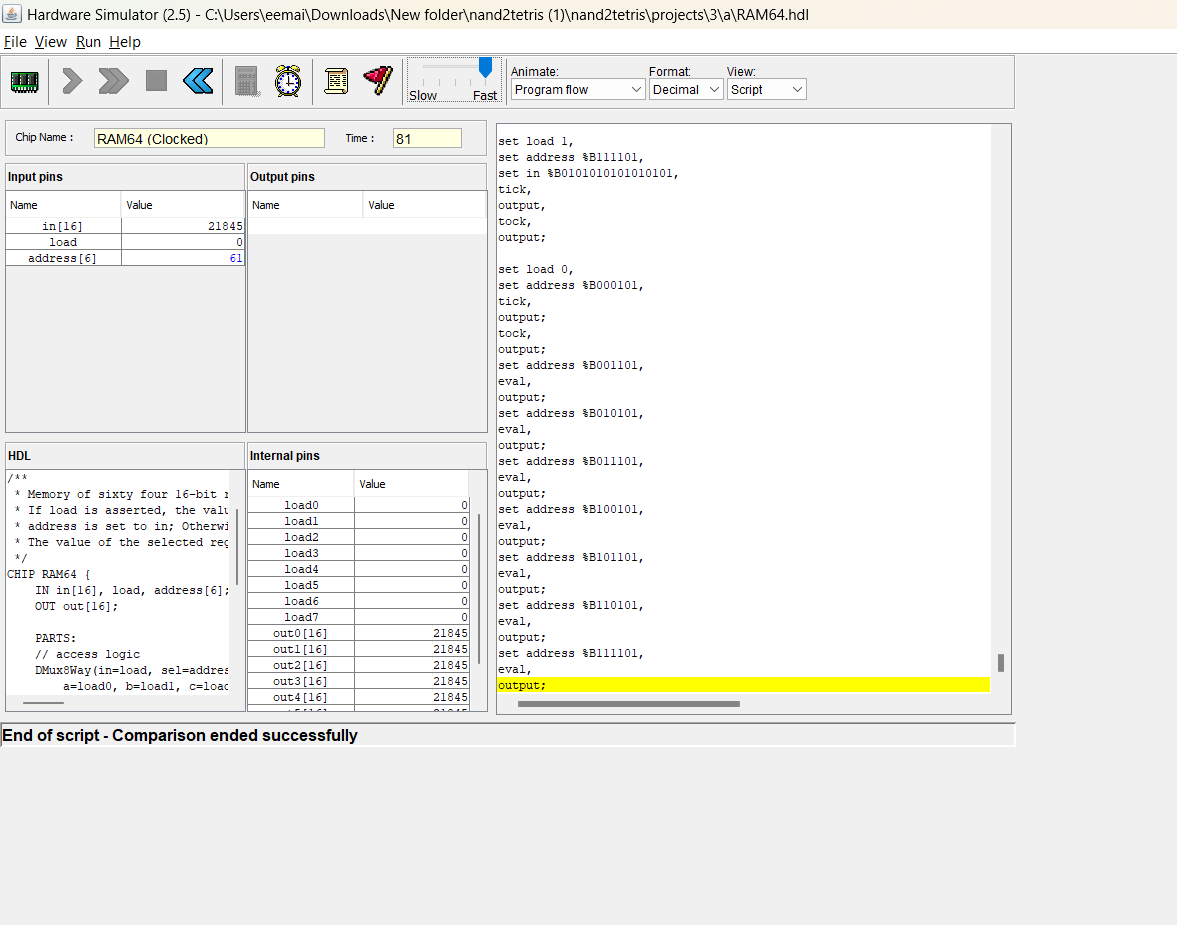 Hardware Simulator (2.5) - C:\Users\eemai\Downloads\New folder\nand2tetris (1)\nand2tetris\projects\3\a\RAM64.hdl
File View Run Help
Slow Fast
Animate:
Program flow
Format:
Decimal
View:
Script
Chip Name :
RAM64 (Clocked)
Time :
81
Input pins
Name Value
in[16] 21845
load 0
address[6] 61
Output pins
Name Value
HDL
/**
* Memory of sixty four 16-bit r
* If load is asserted, the valu
* address is set to in; Otherwi
* The value of the selected reg
*/
CHIP RAM64 {
IN in[16], load, address[6];
OUT out[16];
PARTS:
// access logic
DMux8Way(in=load, sel=addres
a=load0, b=load1, c=load
Internal pins
Name Value
load0 0
load1 0
load2 0
load3 0
load4 0
load5 0
load6 0
load7 0
out0[16] 21845
out1[16] 21845
out2[16] 21845
out3[16] 21845
out4[16] 21845
set load 1,
set address %B111101,
set in %B0101010101010101,
tick,
output,
tock,
output;
set load 0,
set address %B000101,
tick,
output;
tock,
output;
set address %B001101,
eval,
output;
set address %B010101,
eval,
output;
set address %B011101,
eval,
output;
set address %B100101,
eval,
output;
set address %B101101,
eval,
output;
set address %B110101,
eval,
output;
set address %B111101,
eval,
output;
End of script - Comparison ended successfully